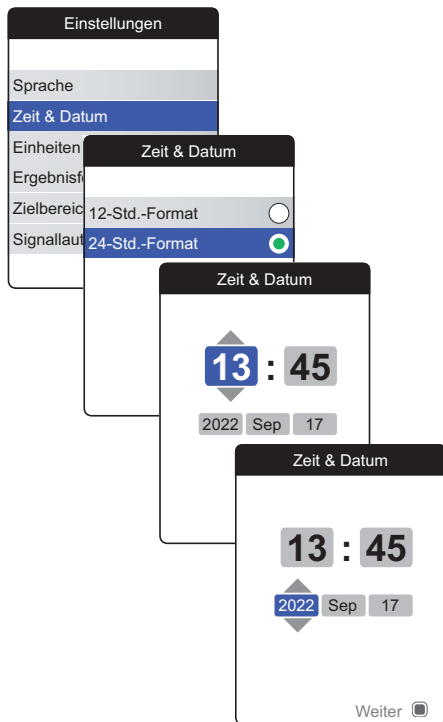 Einstellungen
Sprache
Zeit & Datum
Einheiten
Ergebnisf
Zielbereic
Signallaut
Zeit & Datum
12-Std.-Format
24-Std.-Format
Zeit & Datum
13 : 45
2022 Sep 17
Zeit & Datum
13 : 45
2022 Sep 17
Weiter